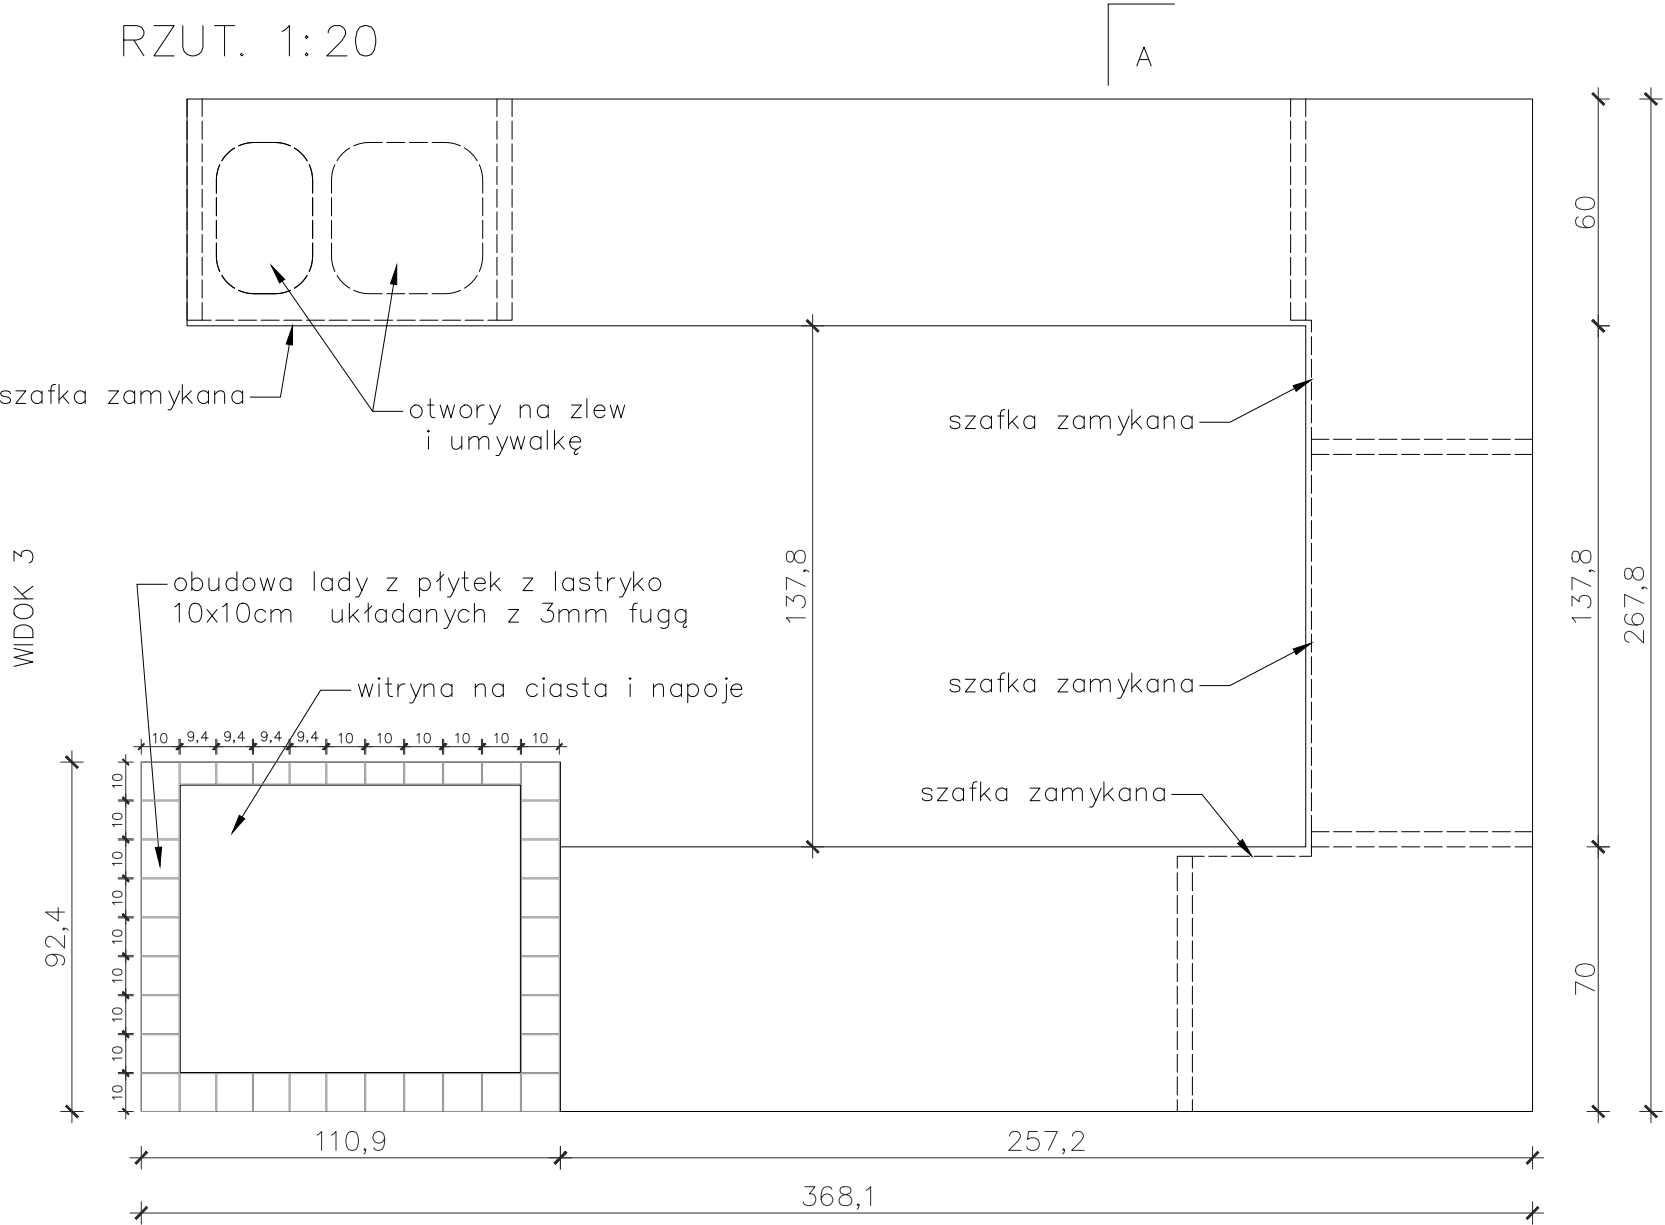 RZUT. 1:20
A
60
szafka zamykana
otwory na zlew
i umywalkę
szafka zamykana
WIDOK 3
obudowa lady z płytek z lastryko
10x10cm układanych z 3mm fugą
137,8
137,8
267,8
witryna na ciasta i napoje
szafka zamykana
10 9,4 9,4 9,4 9,4 10 10 10 10 10 10
szafka zamykana
10
10
10
10
10
10
10
10
10
92,4
70
110,9
257,2
368,1